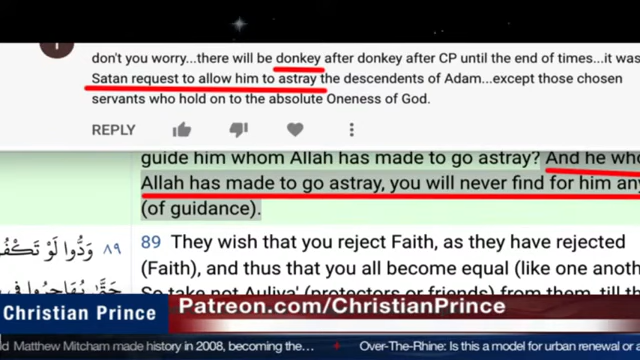 don't you worry...there will be donkey after donkey after CP until the end of times...it was
Satan request to allow him to astray the descendents of Adam...except those chosen
servants who hold on to the absolute Oneness of God.
REPLY
guide him whom Allah has made to go astray? And he who
Allah has made to go astray, you will never find for him any
(of guidance).
وَدُّوا لَوْ تَكْفُ ٨٩
89 They wish that you reject Faith, as they have rejected
(Faith), and thus that you all become equal (like one anoth
So take not Auliya' (protectors or friends) from them, till th
Christian Prince
Patreon.com/ChristianPrince
d Matthew Mitcham made history in 2008, becoming the...
Over-The-Rhine: Is this a model for urban renewal or a